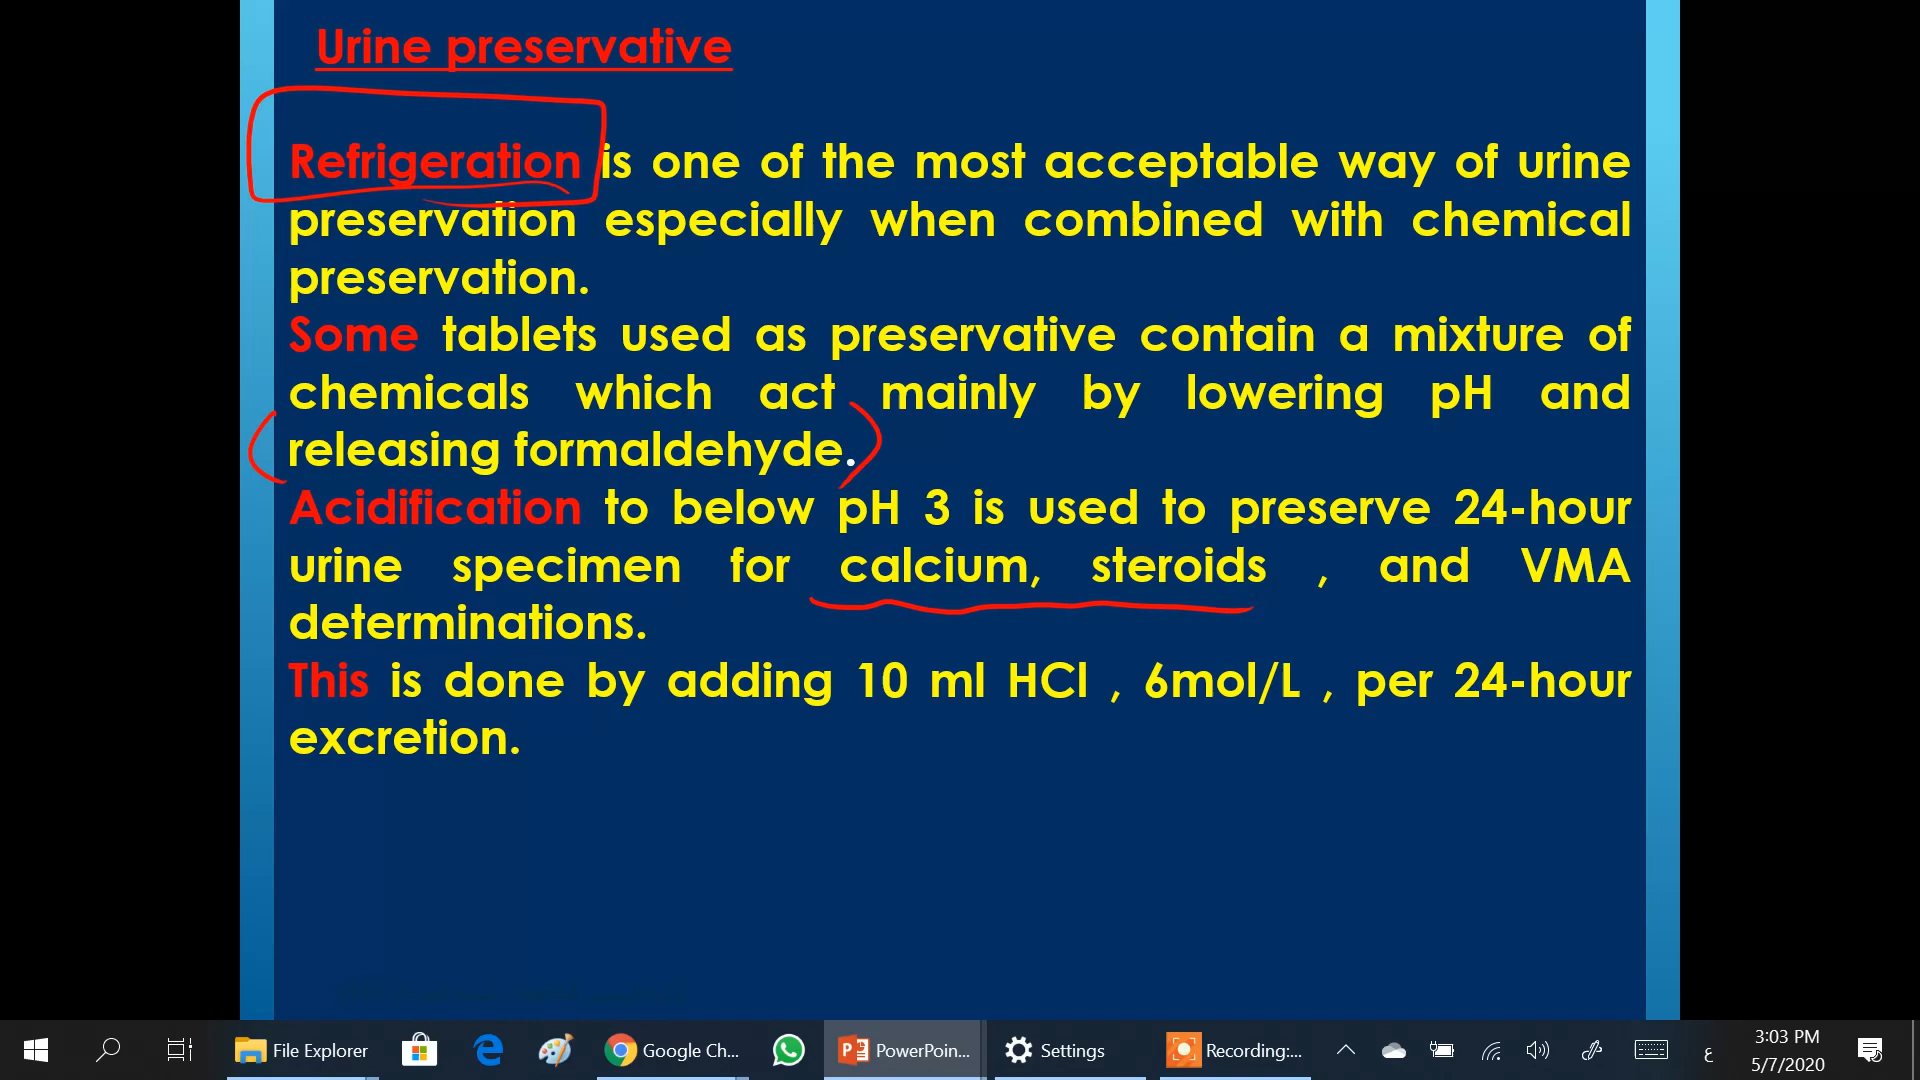 Urine preservative
Refrigeration is one of the most acceptable way of urine
preservation especially when combined with chemical
preservation.
Some tablets used as preservative contain a mixture of
chemicals which act mainly by lowering pH and
releasing formaldehyde.
Acidification to below pH 3 is used to preserve 24-hour
urine specimen for calcium, steroids , and VMA
determinations.
This is done by adding 10 ml HCl , 6mol/L , per 24-hour
excretion.
File Explorer
Google Ch...
PowerPoin...
Settings
Recording:...
ع
3:03 PM
5/7/2020